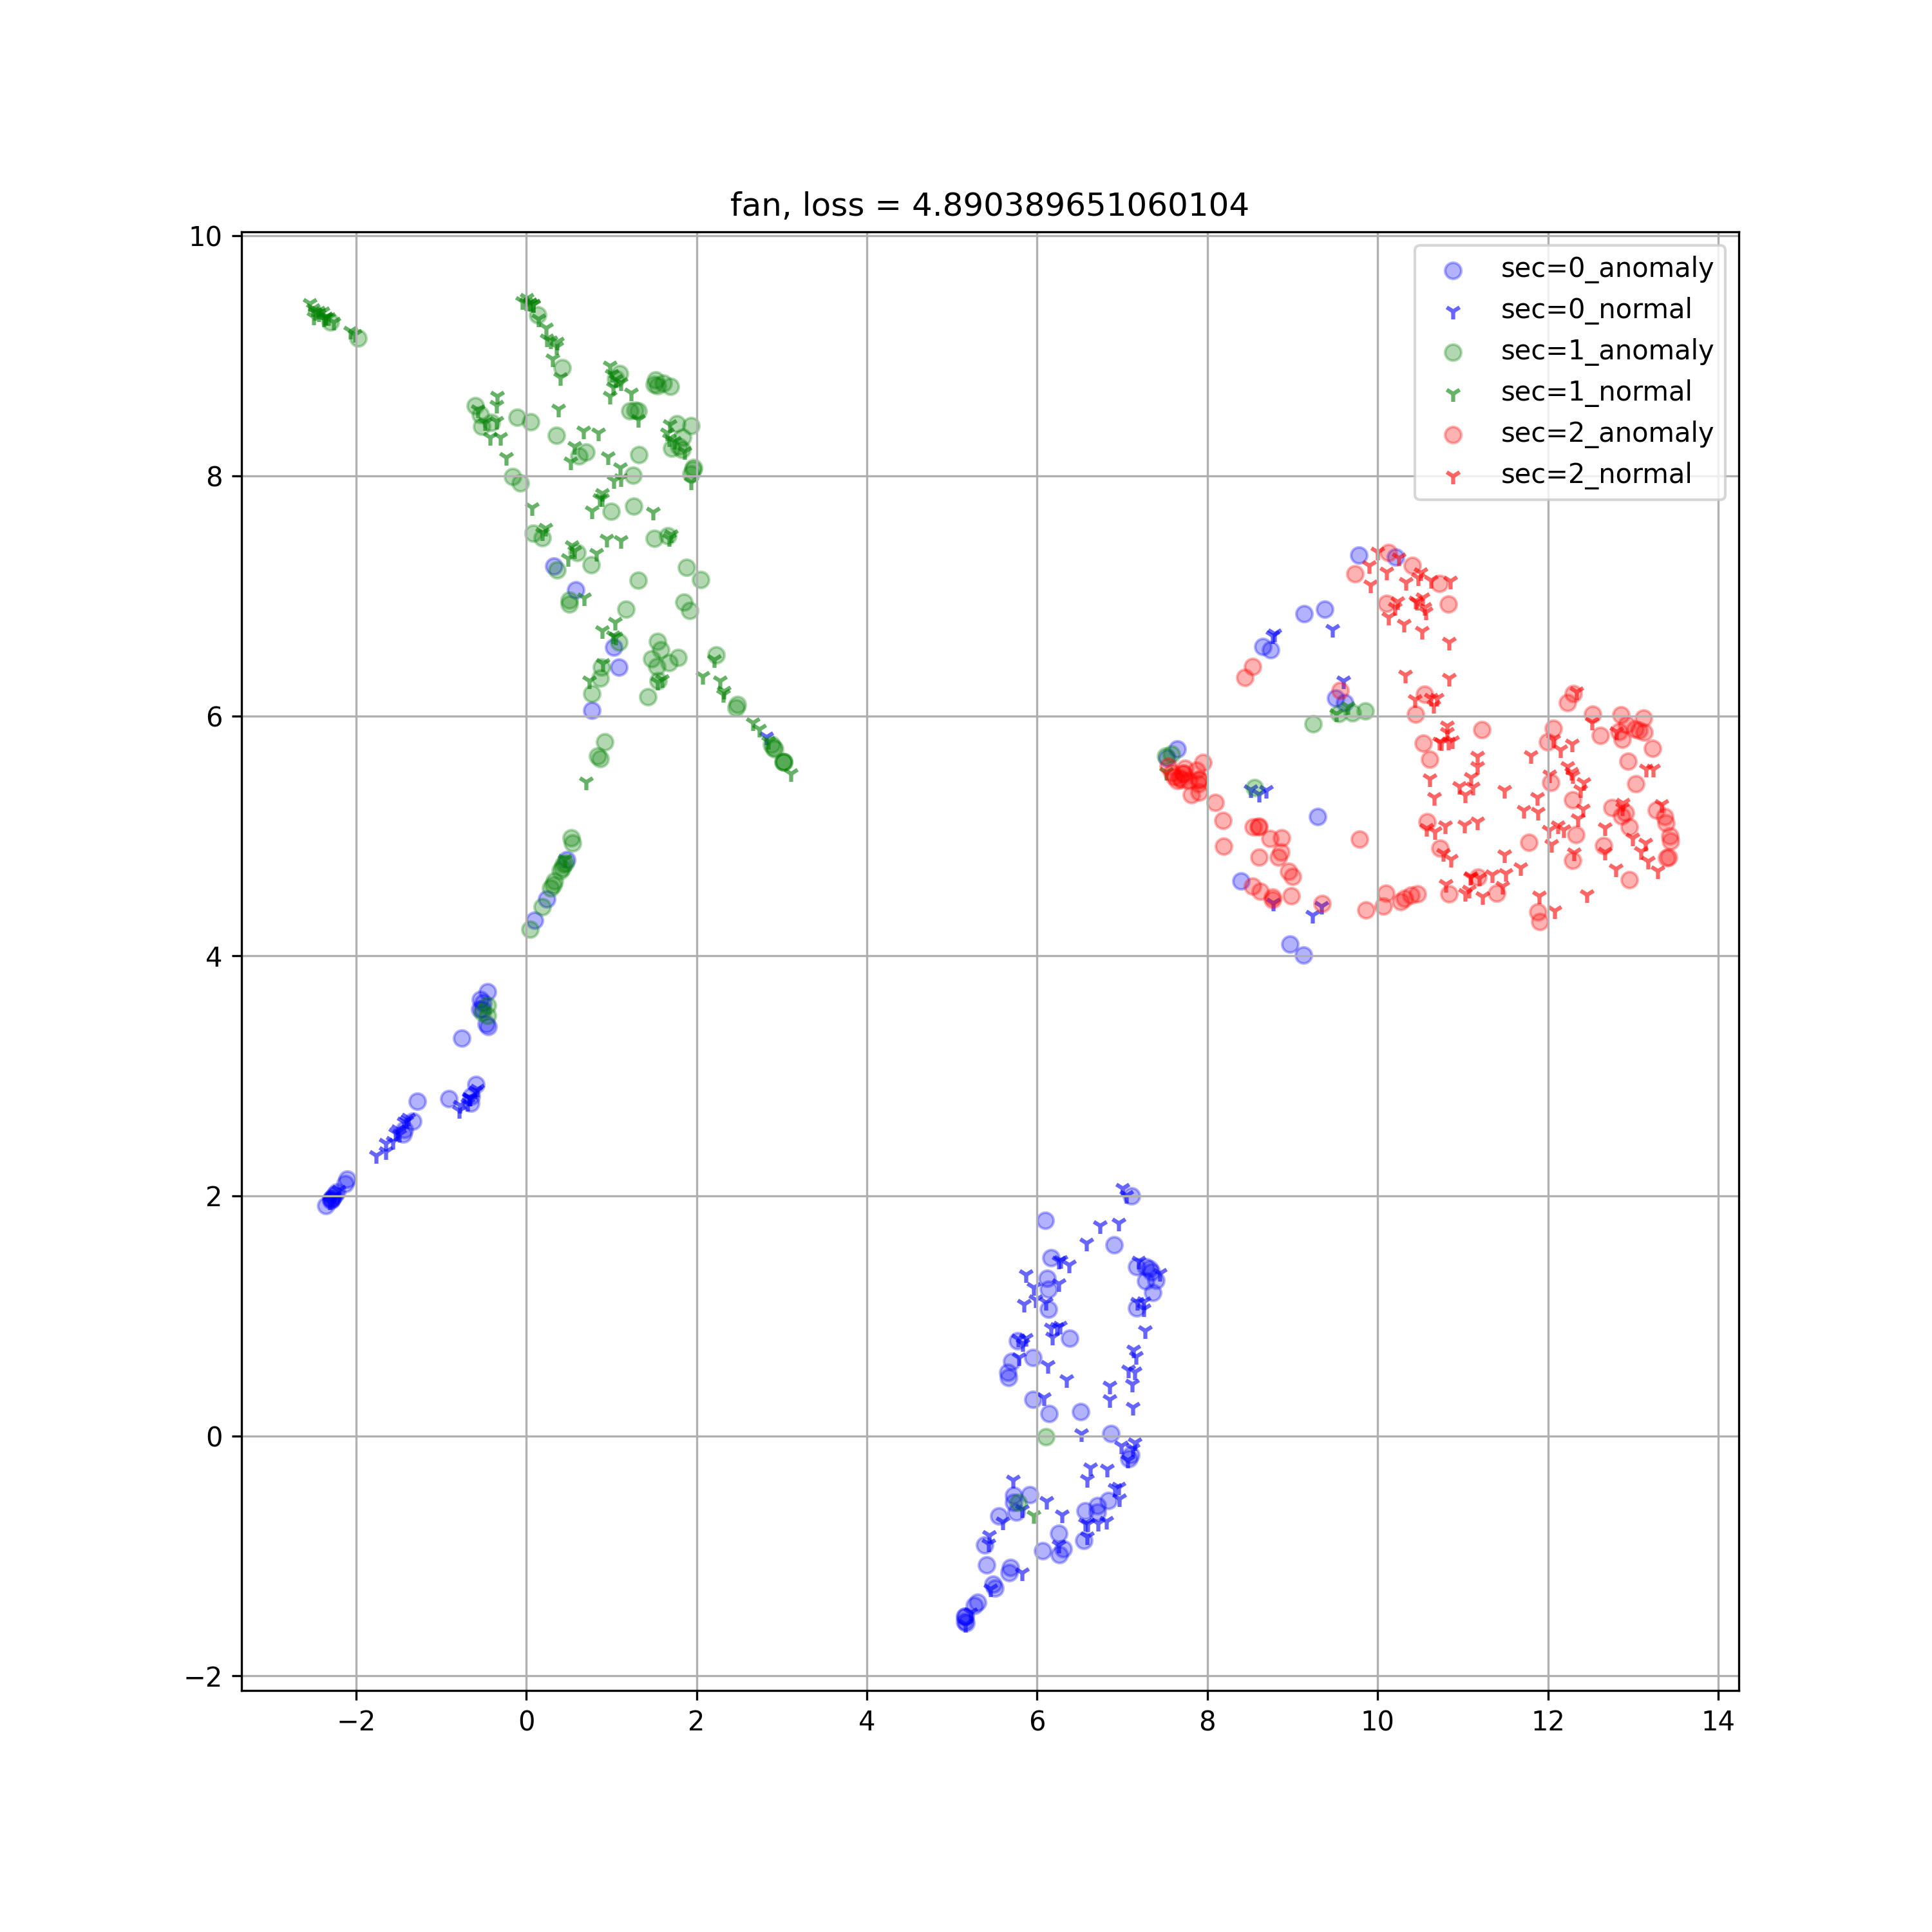 fan, loss = 4.890389651060104
10
8
6
4
2
0
−2
−2
0
2
4
6
8
10
12
14
sec=0_anomaly
sec=0_normal
sec=1_anomaly
sec=1_normal
sec=2_anomaly
sec=2_normal